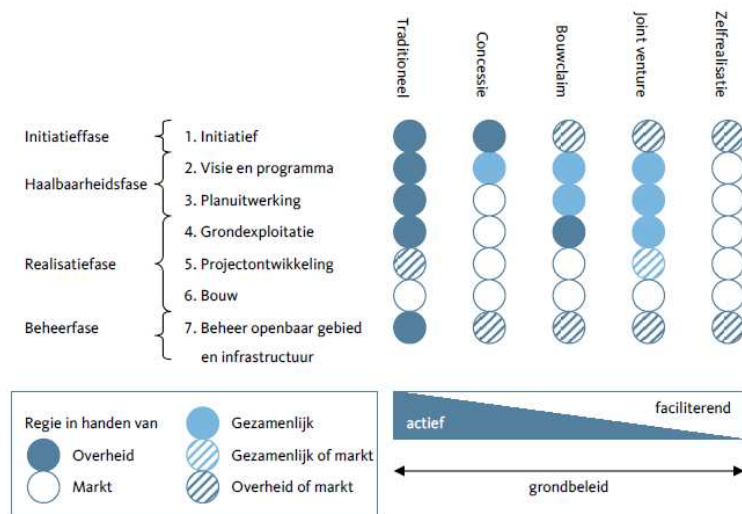 Traditioneel
Concessie
Bouwclaim
Joint venture
Zelfrealisatie
Initiatieffase
1. Initiatief
Haalbaarheidsfase
2. Visie en programma
3. Planuitwerking
4. Grondexploitatie
Realisatiefase
5. Projectontwikkeling
6. Bouw
Beheerfase
7. Beheer openbaar gebied
en infrastructuur
Regie in handen van
Overheid
Markt
Gezamenlijk
Gezamenlijk of markt
Overheid of markt
actief
faciliterend
grondbeleid